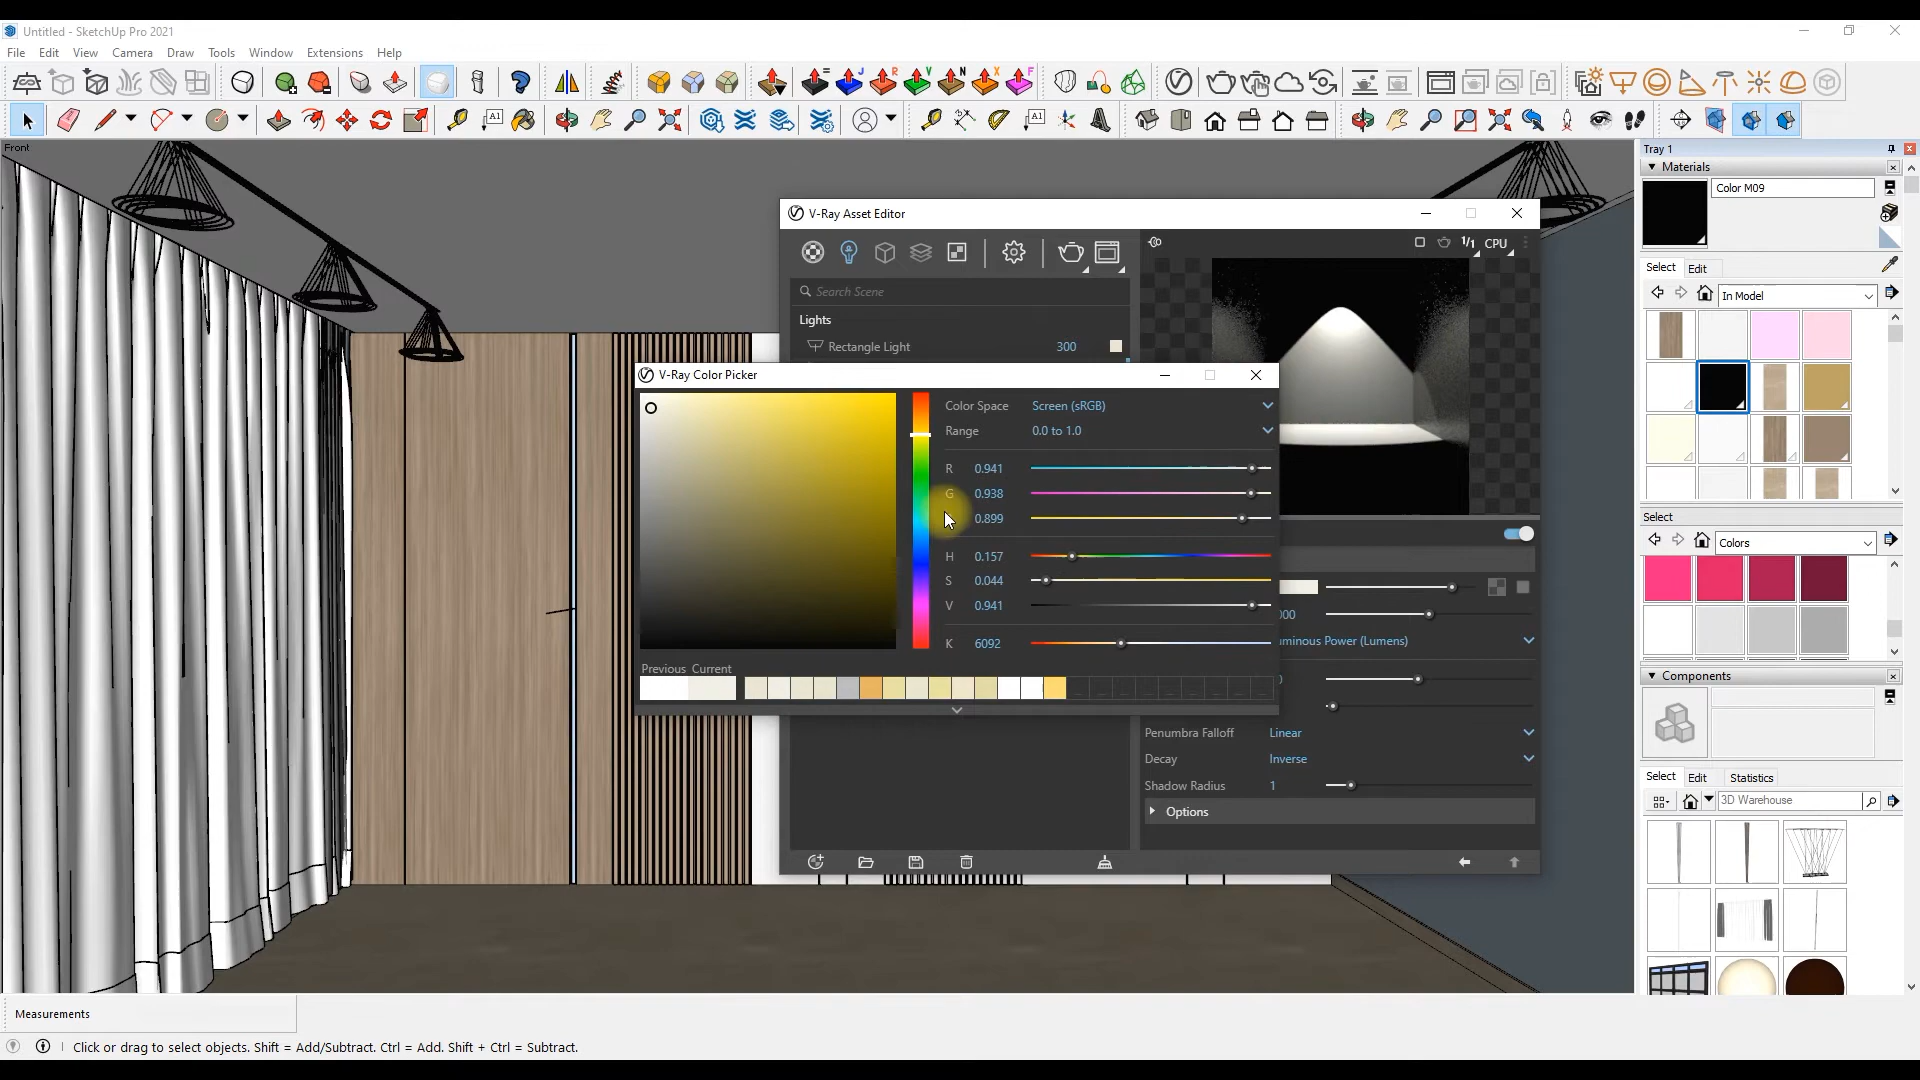 Untitled - SketchUp Pro 2021
File Edit View Camera Draw Tools Window Extensions Help
Front
V-Ray Asset Editor
Search Scene
1/1 CPU
Lights
Rectangle Light 300
V-Ray Color Picker
Color Space Screen (sRGB)
Range 0.0 to 1.0
R 0.941
G 0.938
0.899
H 0.157
S 0.044
V 0.941
K 6092
Previous Current
uminous Power (Lumens)
Penumbra Falloff Linear
Decay Inverse
Shadow Radius 1
Options
Tray 1
Materials
Color M09
Select Edit
In Model
Select
Colors
Components
Select Edit Statistics
3D Warehouse
Measurements
Click or drag to select objects. Shift = Add/Subtract. Ctrl = Add. Shift + Ctrl = Subtract.